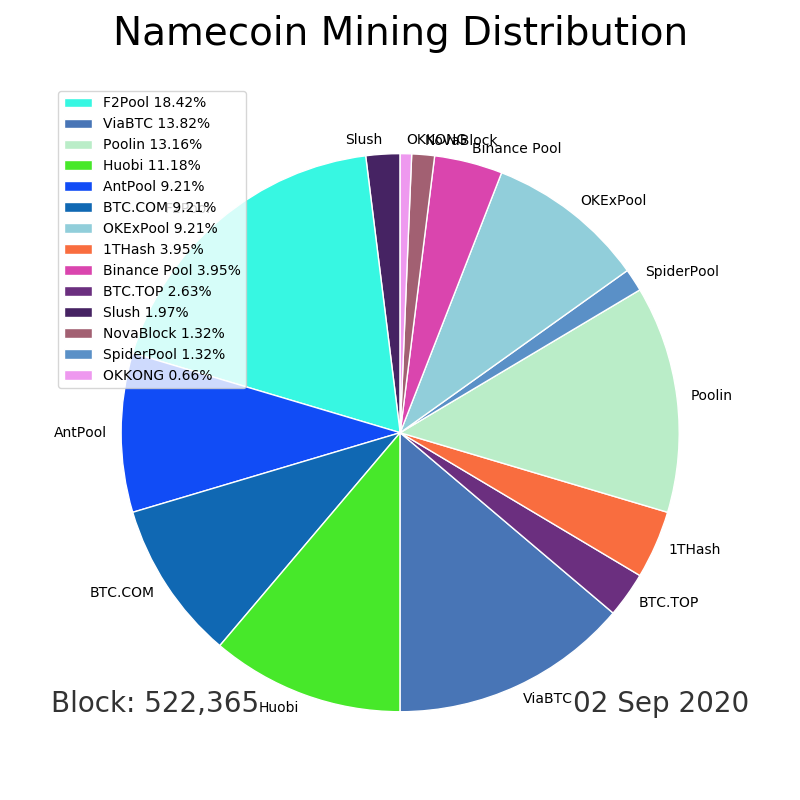 Namecoin Mining Distribution
F2Pool 18.42%
ViaBTC 13.82%
Poolin 13.16%
Huobi 11.18%
AntPool 9.21%
BTC.COM 9.21%
OKExPool 9.21%
1THash 3.95%
Binance Pool 3.95%
BTC.TOP 2.63%
Slush 1.97%
NovaBlock 1.32%
SpiderPool 1.32%
OKKONG 0.66%
Slush
OKKONG
NovaBlock
Binance Pool
OKExPool
SpiderPool
Poolin
1THash
BTC.TOP
ViaBTC
Huobi
BTC.COM
AntPool
F2Pool
Block: 522,365
02 Sep 2020